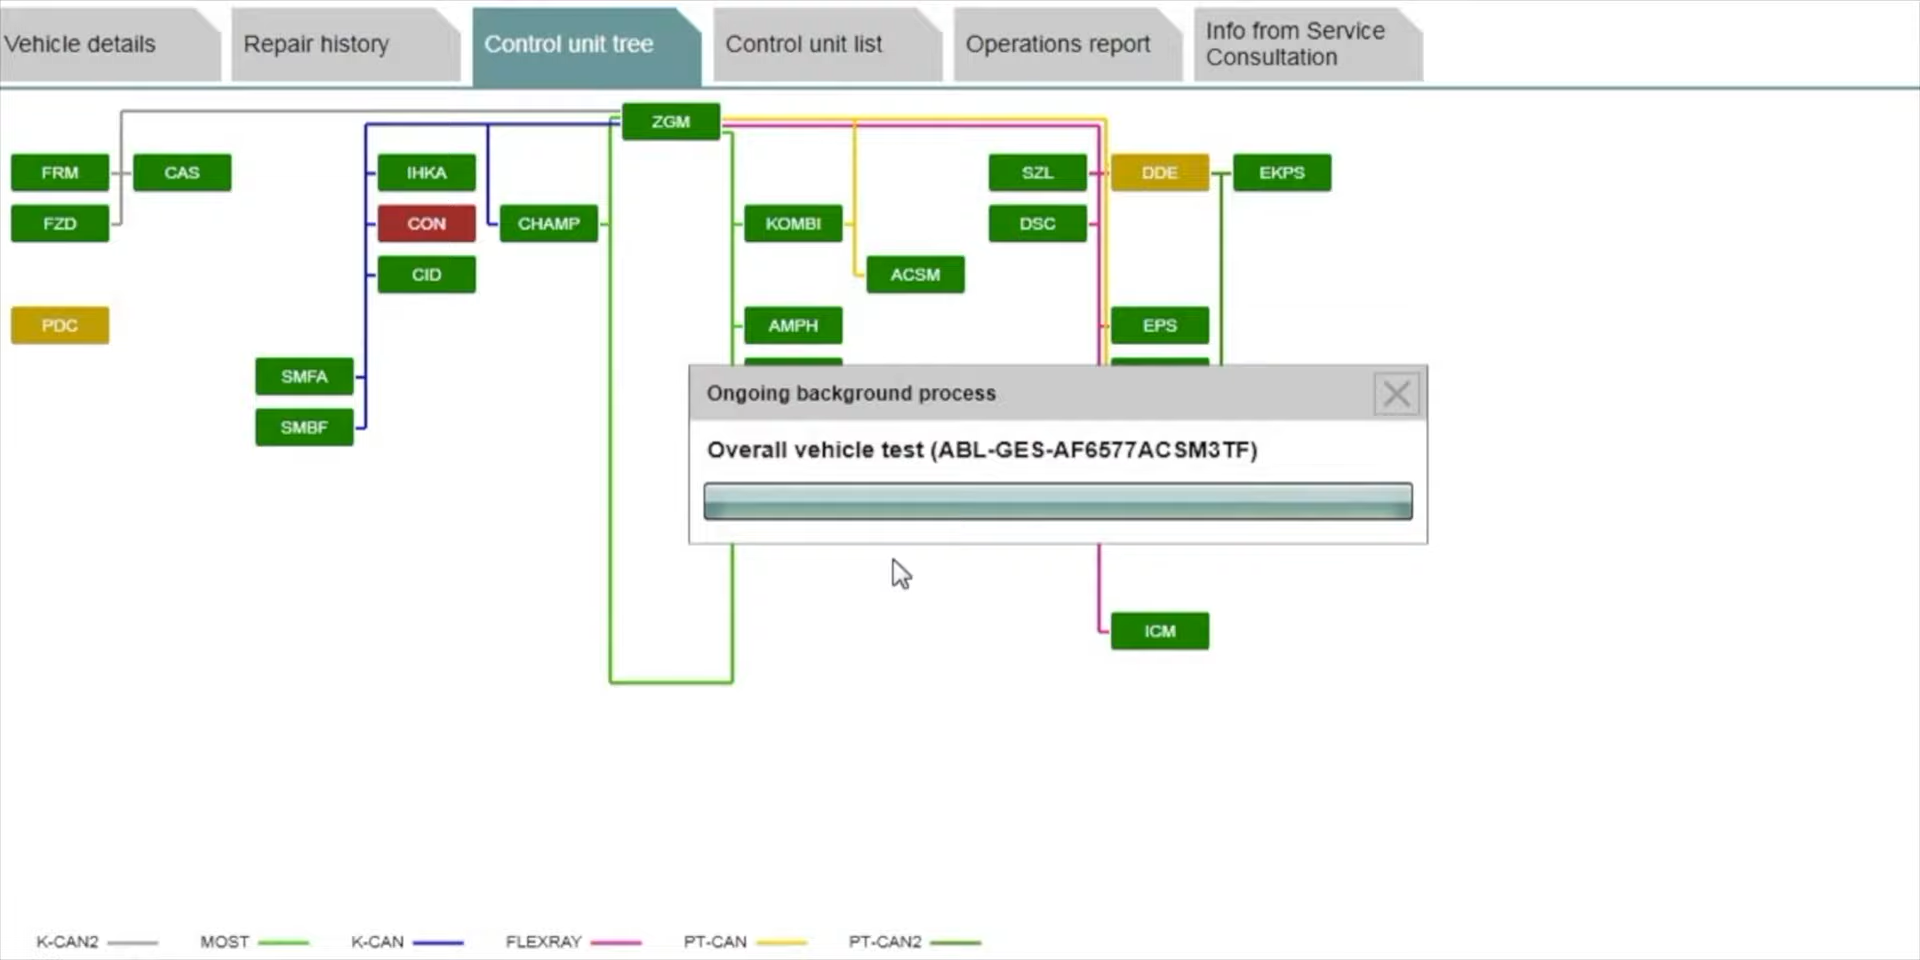 Vehicle details
Repair history
Control unit tree
Control unit list
Operations report
Info from Service
Consultation
ZGM
FRM
CAS
IHKA
SZL
DDE
EKPS
FZD
CON
CHAMP
KOMBI
DSC
CID
ACSM
PDC
AMPH
EPS
SMFA
SMBF
Ongoing background process
Overall vehicle test (ABL-GES-AF6577ACSM3TF)
ICM
K-CAN2
MOST
K-CAN
FLEXRAY
PT-CAN
PT-CAN2